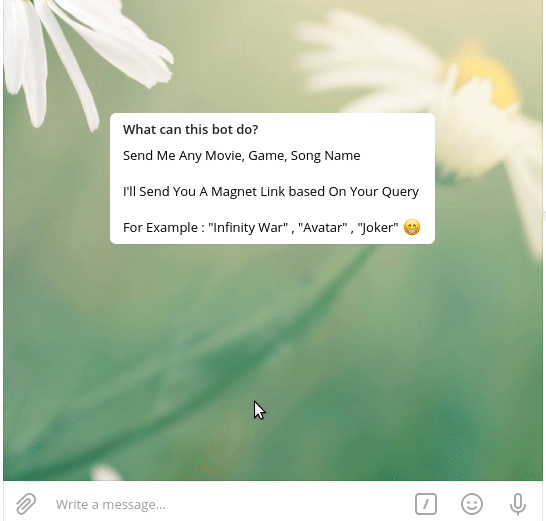 What can this bot do?
Send Me Any Movie, Game, Song Name
I'll Send You A Magnet Link based On Your Query
For Example : "Infinity War" , "Avatar" , "Joker" 😁
Write a message...